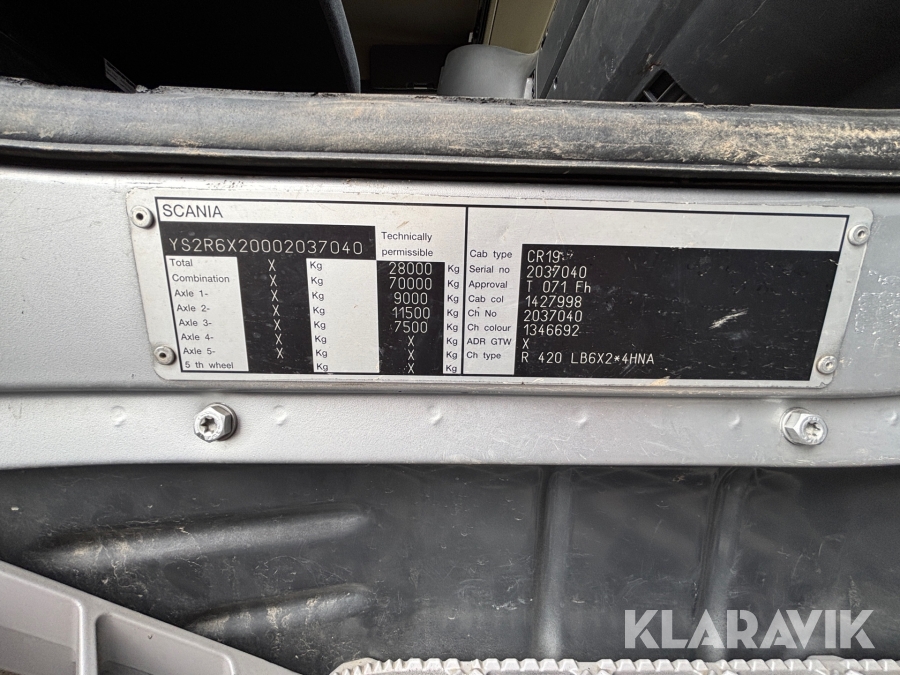 SCANIA
YS2R6X20002037040
Technically
permissible
Total X Kg 28000 Kg
Combination X Kg 70000 Kg
Axle 1- X Kg 9000 Kg
Axle 2- X Kg 11500 Kg
Axle 3- X Kg 7500 Kg
Axle 4- X Kg X Kg
Axle 5- X Kg X Kg
5 th wheel Kg X Kg
Cab type
Serial no 2037040
Approval T 071 Fh
Cab col 1427998
Ch No 2037040
Ch colour 1346692
ADR GTW X
Ch type R 420 LB6X2*4HNA
KLARAVIK